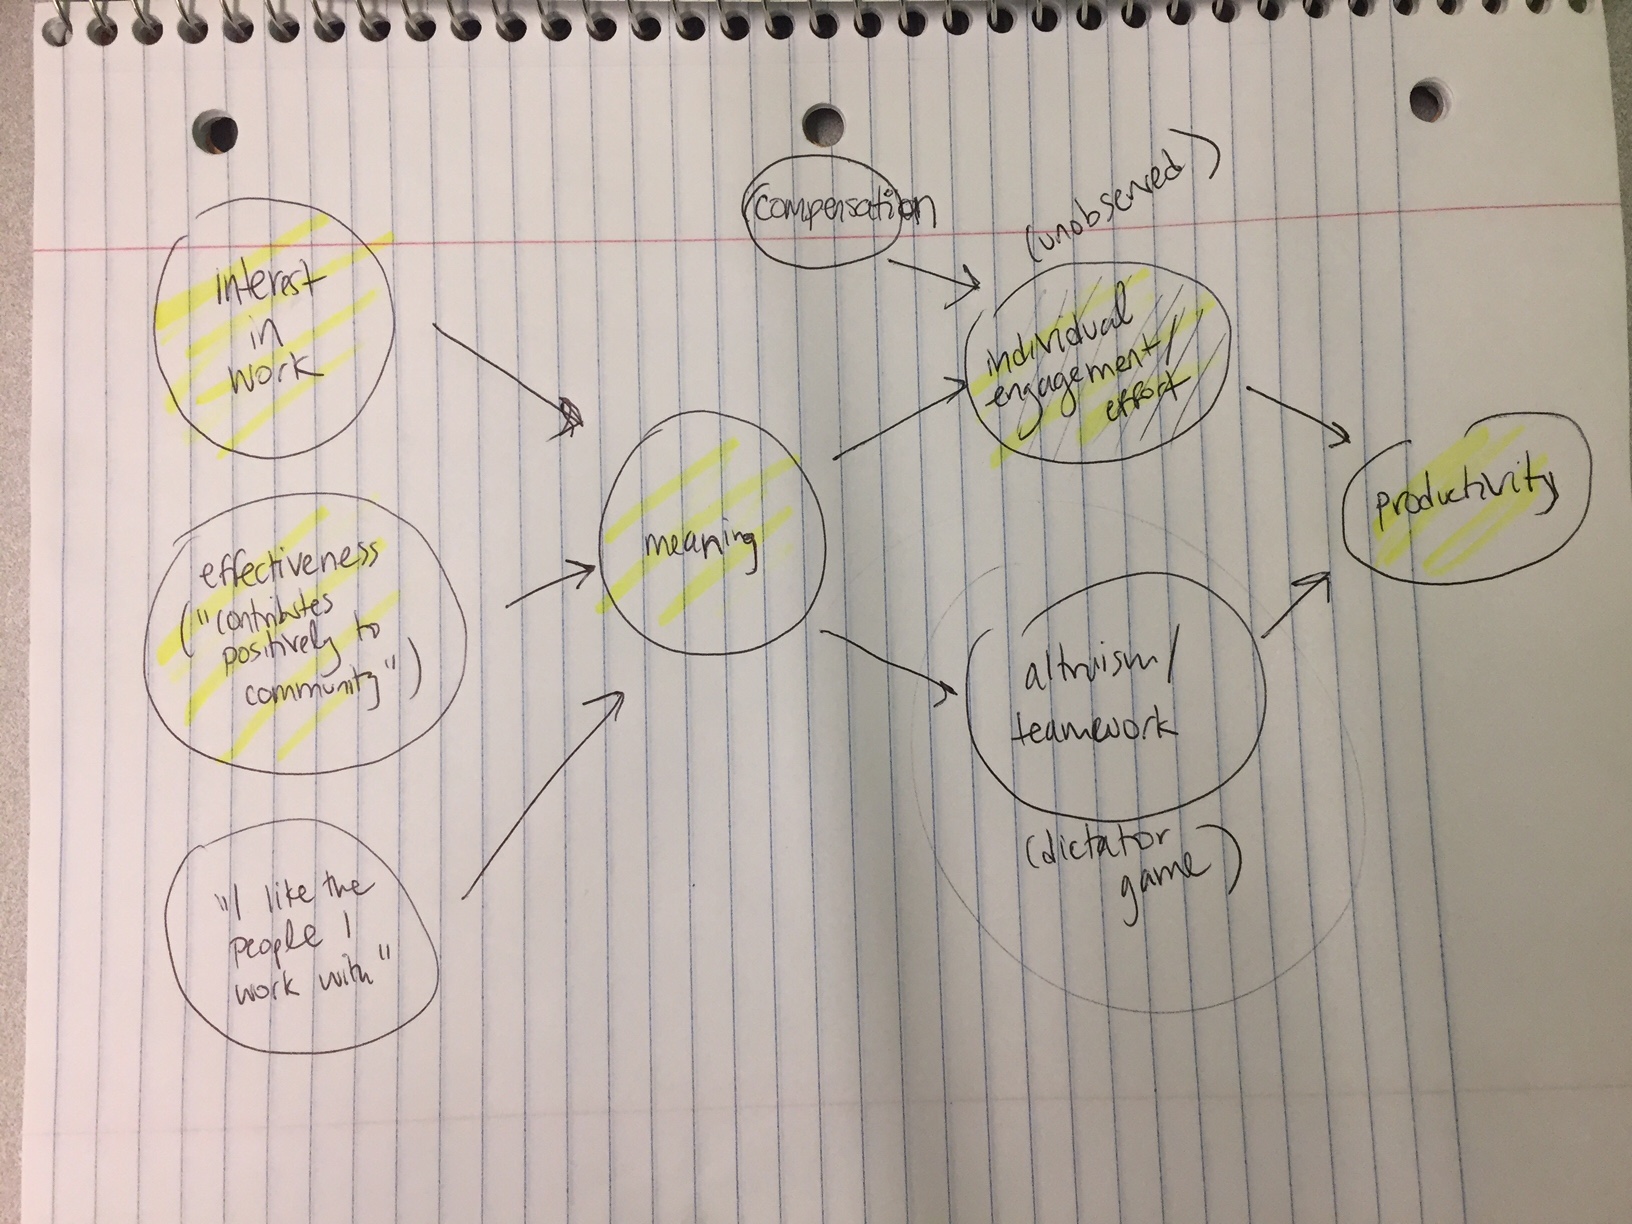 compensation
(unobserved)
interest
in
work
individual
engagement/
effort
productivity
meaning
effectiveness
("contributes
positively to
community")
altruism/
teamework
(dictator
game)
"I like the
people I
work with"